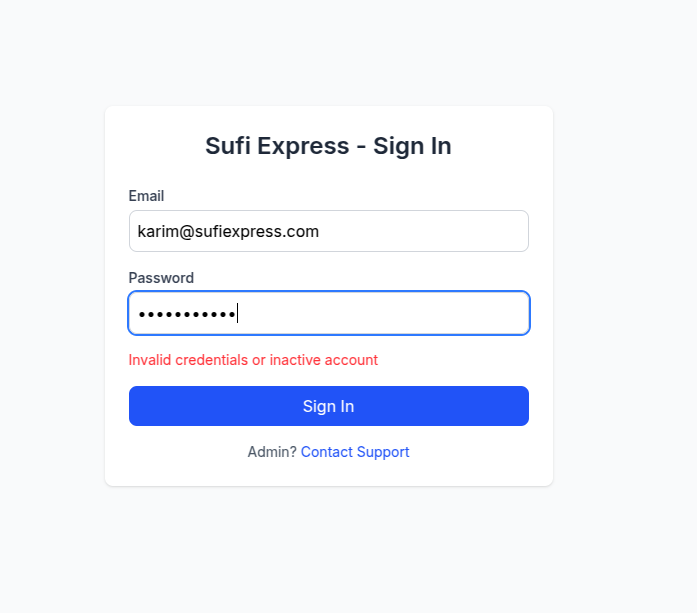 Sufi Express - Sign In
Email
karim@sufiexpress.com
Password
•••••••••••
Invalid credentials or inactive account
Sign In
Admin? Contact Support